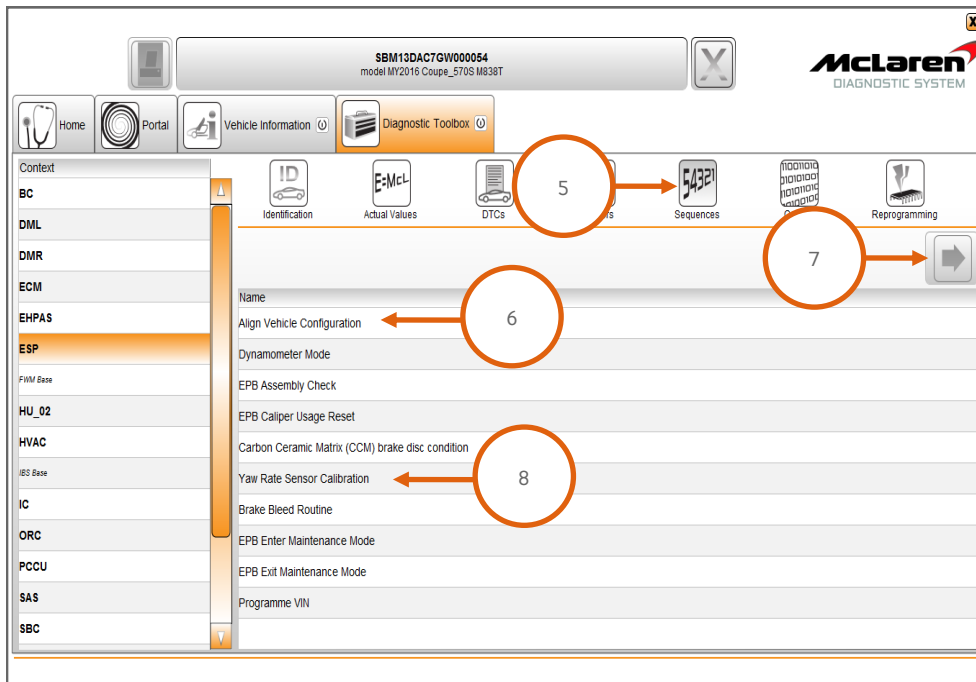 X
SBM13DAC7GW000054
model MY2016 Coupe_570S M838T
X
McLaren
DIAGNOSTIC SYSTEM
Home
Portal
Vehicle Information
Diagnostic Toolbox
Context
BC
DML
DMR
ECM
EHPAS
ESP
FWM Base
HU_02
HVAC
IBS Base
IC
ORC
PCCU
SAS
SBC
ID
Identification
E=McL
Actual Values
DTCs
5
rs
54321
Sequences
Reprogramming
7
Name
Align Vehicle Configuration
6
Dynamometer Mode
EPB Assembly Check
EPB Caliper Usage Reset
Carbon Ceramic Matrix (CCM) brake disc condition
Yaw Rate Sensor Calibration
8
Brake Bleed Routine
EPB Enter Maintenance Mode
EPB Exit Maintenance Mode
Programme VIN